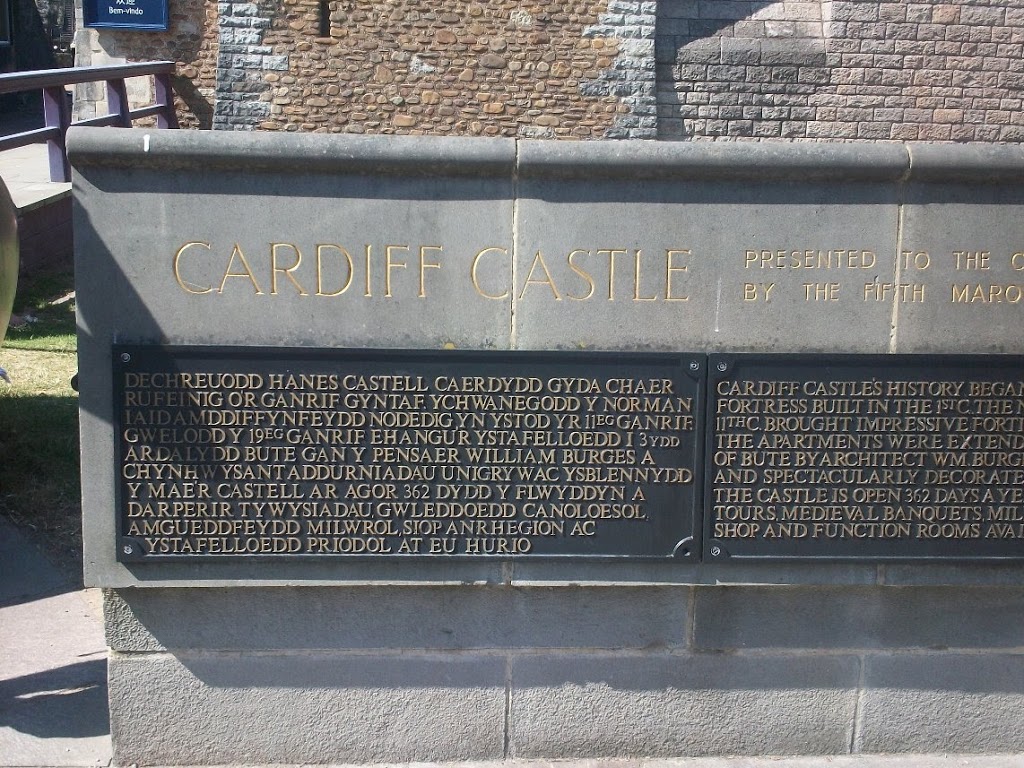 Bem-vindo
CARDIFF CASTLE
PRESENTED TO THE
BY THE FIFTH
DECHREUODD HANES CASTELL CAERDYDD GYDA CHAER
RUFEINIG O'R GANRIF GYNTAF. YCHWANEGODD Y NORMAN
IAID AMDDIFFYNFEYDD NODEDIG YN YSTOD YR 11EG GANRIF.
GWELODD Y 19EG GANRIF EHANGU'R YSTAFELLOEDD I 3YDD
ARDALYDD BUTE GAN Y PENSAER WILLIAM BURGES A
CHYNHWYSANT ADDURNIADAU UNIGRYW AC YSBLENNYDD
Y MAE'R CASTELL AR AGOR 362 DYDD Y FLWYDDYN A
DARPERIR TYWYSIADAU, GWLEDDOEDD CANOLOESOL,
AMGUEDDFEYDD MILWROL, SIOP ANRHEGION AC
YSTAFELLOEDD PRIODOL AT EU HURIO
CARDIFF CASTLE'S HISTORY BEGAN
FORTRESS BUILT IN THE 1ST C. THE
11TH C. BROUGHT IMPRESSIVE
THE APARTMENTS WERE
OF BUTE BY ARCHITECT WM.
AND SPECTACULARLY
THE CASTLE IS OPEN 362 DAYS A
TOURS, MEDIEVAL BANQUETS,
SHOP AND FUNCTION ROOMS